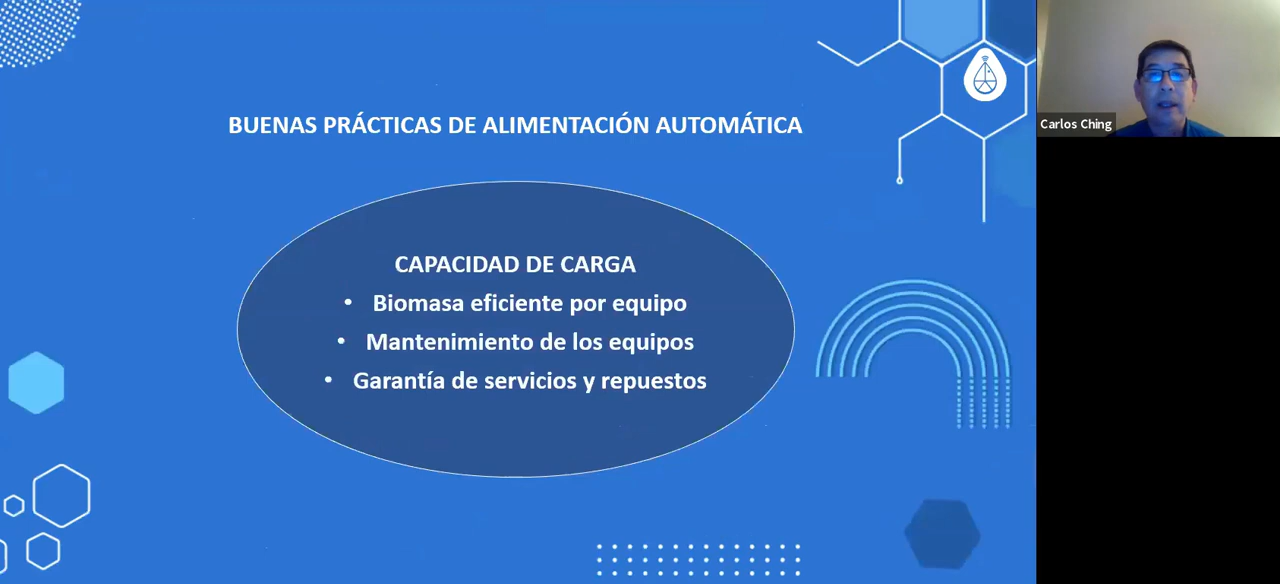 BUENAS PRÁCTICAS DE ALIMENTACIÓN AUTOMÁTICA
CAPACIDAD DE CARGA
• Biomasa eficiente por equipo
• Mantenimiento de los equipos
• Garantía de servicios y repuestos
Carlos Ching